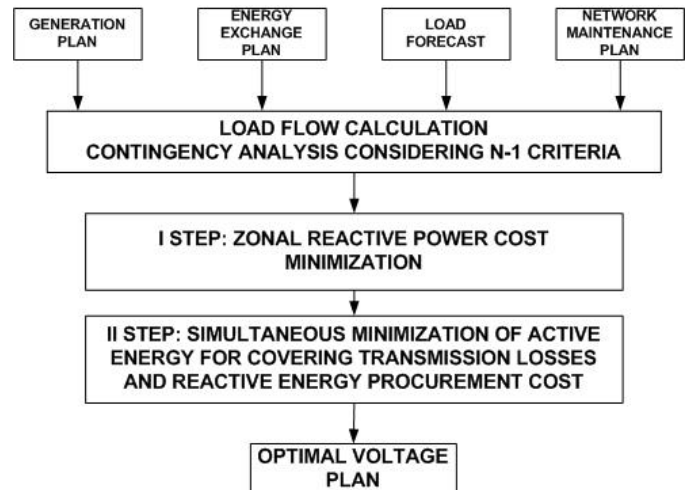 GENERATION
PLAN
ENERGY
EXCHANGE
PLAN
LOAD
FORECAST
NETWORK
MAINTENANCE
PLAN
LOAD FLOW CALCULATION
CONTINGENCY ANALYSIS CONSIDERING N-1 CRITERIA
I STEP: ZONAL REACTIVE POWER COST
MINIMIZATION
II STEP: SIMULTANEOUS MINIMIZATION OF ACTIVE
ENERGY FOR COVERING TRANSMISSION LOSSES
AND REACTIVE ENERGY PROCUREMENT COST
OPTIMAL VOLTAGE
PLAN